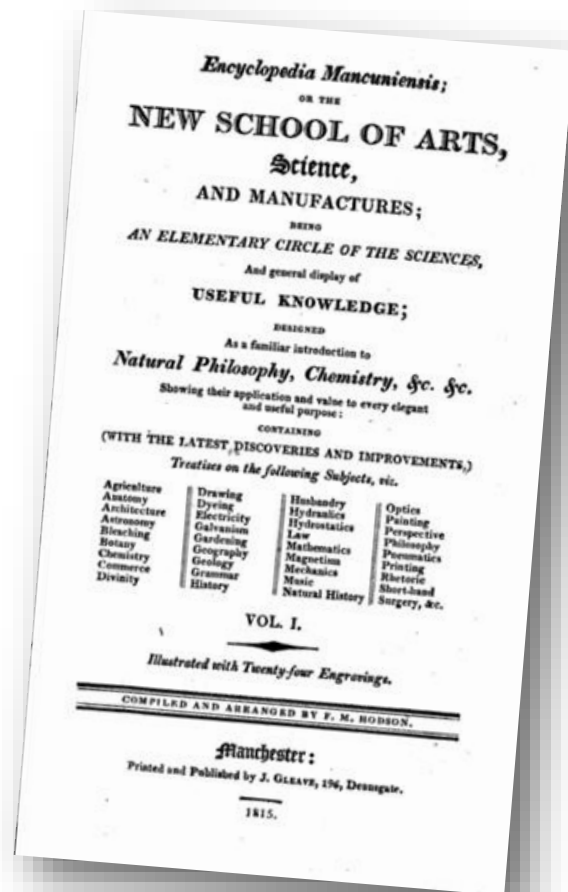 Encyclopedia Mancuniensis;
OR THE
NEW SCHOOL OF ARTS,
Science,
AND MANUFACTURES;
BEING
AN ELEMENTARY CIRCLE OF THE SCIENCES,
And general display of
USEFUL KNOWLEDGE;
DESIGNED
As a familiar introduction to
Natural Philosophy, Chemistry, &c. &c.
Showing their application and value to every elegant
and useful purpose:
CONTAINING
(WITH THE LATEST DISCOVERIES AND IMPROVEMENTS,)
Treatises on the following Subjects, viz.
Agriculture
Anatomy
Architecture
Astronomy
Bleaching
Botany
Chemistry
Commerce
Divinity
Drawing
Dyeing
Electricity
Galvanism
Gardening
Geography
Geology
Grammar
History
Husbandry
Hydraulics
Hydrostatics
Law
Mathematics
Magnetism
Mechanics
Music
Natural History
Optics
Painting
Perspective
Philosophy
Pneumatics
Printing
Rhetoric
Short-hand
Surgery, &c.
VOL. I.
Illustrated with Twenty-four Engravings.
COMPILED AND ARRANGED BY F. M. HODSON.
Manchester:
Printed and Published by J. GLEAVE, 196, Deansgate.
1815.